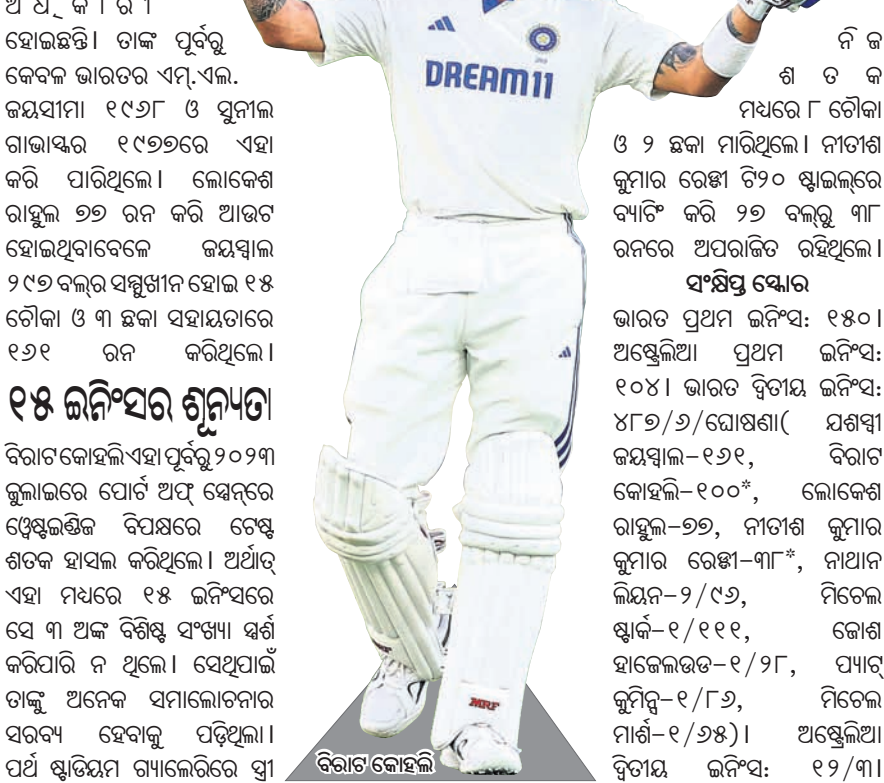 ଅଧିକାରୀ
ହୋଇଛନ୍ତି। ତାଙ୍କ ପୂର୍ବରୁ
କେବଳ ଭାରତର ଏମ୍.ଏଲ.
ଜୟସୀମା ୧୯୬୮ ଓ ସୁନୀଲ
ଗାଭାସ୍କର ୧୯୭୭ରେ ଏହା
କରି ପାରିଥିଲେ। ଲୋକେଶ
ରାହୁଲ ୭୭ ରନ କରି ଆଉଟ
ହୋଇଥିବାବେଳେ ଜୟସ୍ୱାଲ
୨୯୭ ବଲ୍‌ର ସମ୍ମୁଖୀନ ହୋଇ ୧୫
ଚୌକା ଓ ୩ ଛକା ସହାୟତାରେ
୧୬୧ ରନ କରିଥିଲେ।
୧୫ ଇନିଂସର ଶୂନ୍ୟତା
ବିରାଟ କୋହଲି ଏହା ପୂର୍ବରୁ ୨୦୨୩
ଜୁଲାଇରେ ପୋର୍ଟ ଅଫ୍ ସ୍ପେନ୍‌ରେ
ୱେଷ୍ଟଇଣ୍ଡିଜ ବିପକ୍ଷରେ ଟେଷ୍ଟ
ଶତକ ହାସଲ କରିଥିଲେ। ଅର୍ଥାତ୍
ଏହା ମଧ୍ୟରେ ୧୫ ଇନିଂସରେ
ସେ ୩ ଅଙ୍କ ବିଶିଷ୍ଟ ସଂଖ୍ୟା ସ୍ପର୍ଶ
କରିପାରି ନ ଥିଲେ। ସେଥିପାଇଁ
ତାଙ୍କୁ ଅନେକ ସମାଲୋଚନାର
ସରବ୍ୟ ହେବାକୁ ପଡ଼ିଥିଲା।
ପର୍ଥ ଷ୍ଟାଡିୟମ ଗ୍ୟାଲେରିରେ ସ୍ତ୍ରୀ
DREAM11
MRF
ବିରାଟ କୋହଲି
ନିଜ
ଶତକ
ମଧ୍ୟରେ ୮ ଚୌକା
ଓ ୨ ଛକା ମାରିଥିଲେ। ନୀତୀଶ
କୁମାର ରେଡ୍ଡୀ ଟି୨୦ ଷ୍ଟାଇଲ୍‌ରେ
ବ୍ୟାଟିଂ କରି ୨୭ ବଲ୍‌ରୁ ୩୮
ରନରେ ଅପରାଜିତ ରହିଥିଲେ।
ସଂକ୍ଷିପ୍ତ ସ୍କୋର
ଭାରତ ପ୍ରଥମ ଇନିଂସ: ୧୫୦।
ଅଷ୍ଟ୍ରେଲିଆ ପ୍ରଥମ ଇନିଂସ:
୧୦୪। ଭାରତ ଦ୍ୱିତୀୟ ଇନିଂସ:
୪୮୭/୬/ଘୋଷଣା( ଯଶସ୍ୱୀ
ଜୟସ୍ୱାଲ-୧୬୧, ବିରାଟ
କୋହଲି-୧୦୦*, ଲୋକେଶ
ରାହୁଲ-୭୭, ନୀତୀଶ କୁମାର
କୁମାର ରେଡ୍ଡୀ-୩୮*, ନାଥାନ
ଲିୟନ-୨/୯୬, ମିଚେଲ
ଷ୍ଟାର୍କ-୧/୧୧୧, ଜୋଶ
ହାଜେଲଉଡ-୧/୨୮, ପ୍ୟାଟ୍
କୁମିନ୍ସ-୧/୮୬, ମିଚେଲ
ମାର୍ଶ-୧/୬୫)। ଅଷ୍ଟ୍ରେଲିଆ
ଦ୍ୱିତୀୟ ଇନିଂସ: ୧୨/୩।